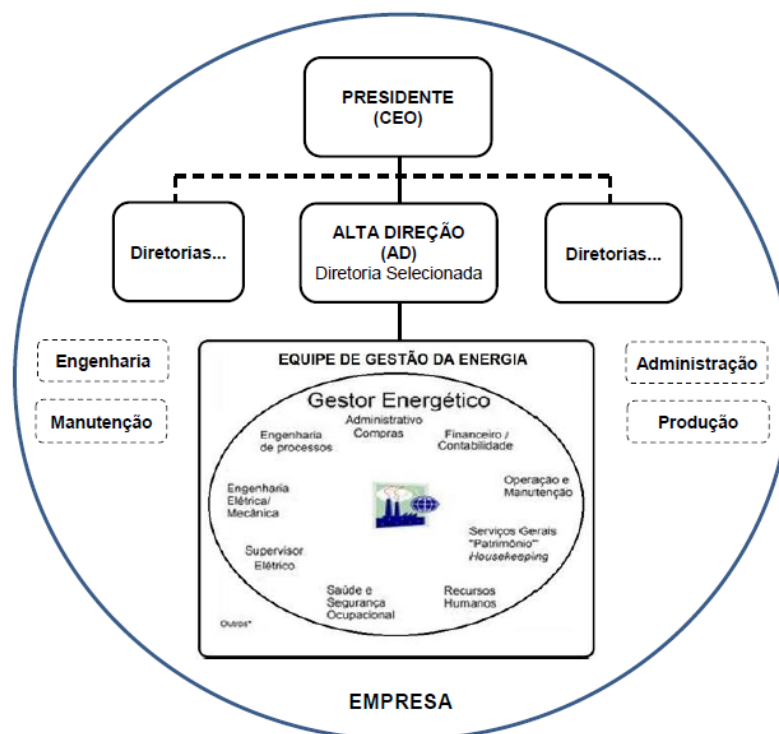 PRESIDENTE
(CEO)
Diretorias...
ALTA DIREÇÃO
(AD)
Diretoria Selecionada
Diretorias...
Engenharia
Manutenção
Administração
Produção
EQUIPE DE GESTÃO DA ENERGIA
Gestor Energético
Administrativo
Compras
Engenharia
de processos
Financeiro /
Contabilidade
Engenharia
Elétrica/
Mecânica
Operação e
Manutenção
Supervisor
Elétrico
Serviços Gerais
"Patrimônio"
Housekeeping
Saúde e
Segurança
Ocupacional
Recursos
Humanos
Outros*
EMPRESA